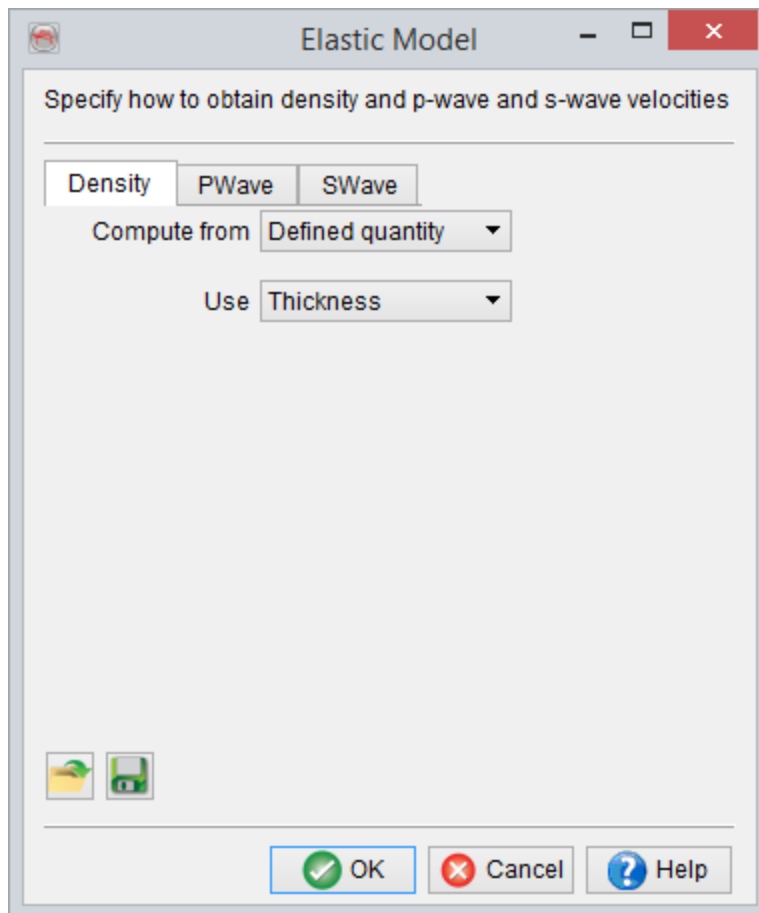 Elastic Model
Specify how to obtain density and p-wave and s-wave velocities
Density PWave SWave
Compute from Defined quantity
Use Thickness
OK Cancel Help